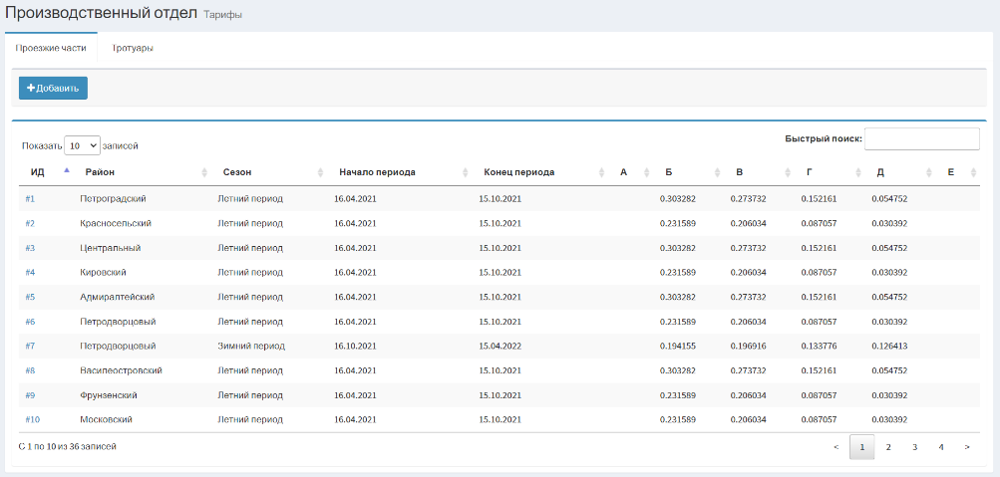 Производственный отдел Тарифы
Проезжие части Тротуары
Добавить
Показать 10 записей Быстрый поиск:
ИД Район Сезон Начало периода Конец периода А Б В Г Д Е
#1 Петроградский Летний период 16.04.2021 15.10.2021 0.303282 0.273732 0.152161 0.054752
#2 Красносельский Летний период 16.04.2021 15.10.2021 0.231589 0.206034 0.087057 0.030392
#3 Центральный Летний период 16.04.2021 15.10.2021 0.303282 0.273732 0.152161 0.054752
#4 Кировский Летний период 16.04.2021 15.10.2021 0.231589 0.206034 0.087057 0.030392
#5 Адмиралтейский Летний период 16.04.2021 15.10.2021 0.303282 0.273732 0.152161 0.054752
#6 Петродворцовый Летний период 16.04.2021 15.10.2021 0.231589 0.206034 0.087057 0.030392
#7 Петродворцовый Зимний период 16.10.2021 15.04.2022 0.194155 0.196916 0.133776 0.126413
#8 Василеостровский Летний период 16.04.2021 15.10.2021 0.303282 0.273732 0.152161 0.054752
#9 Фрунзенский Летний период 16.04.2021 15.10.2021 0.231589 0.206034 0.087057 0.030392
#10 Московский Летний период 16.04.2021 15.10.2021 0.231589 0.206034 0.087057 0.030392
С 1 по 10 из 36 записей < 1 2 3 4 >